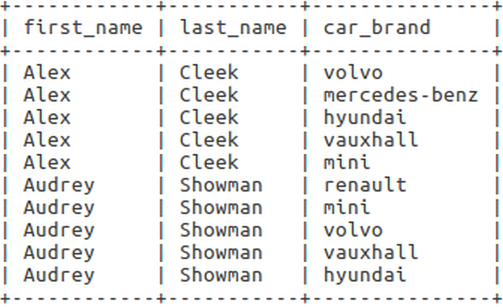 +------------+-----------+---------------+
| first_name | last_name | car_brand     |
+------------+-----------+---------------+
| Alex       | Cleek     | volvo         |
| Alex       | Cleek     | mercedes-benz |
| Alex       | Cleek     | hyundai       |
| Alex       | Cleek     | vauxhall      |
| Alex       | Cleek     | mini          |
| Audrey     | Showman   | renault       |
| Audrey     | Showman   | mini          |
| Audrey     | Showman   | volvo         |
| Audrey     | Showman   | vauxhall      |
| Audrey     | Showman   | hyundai       |
+------------+-----------+---------------+